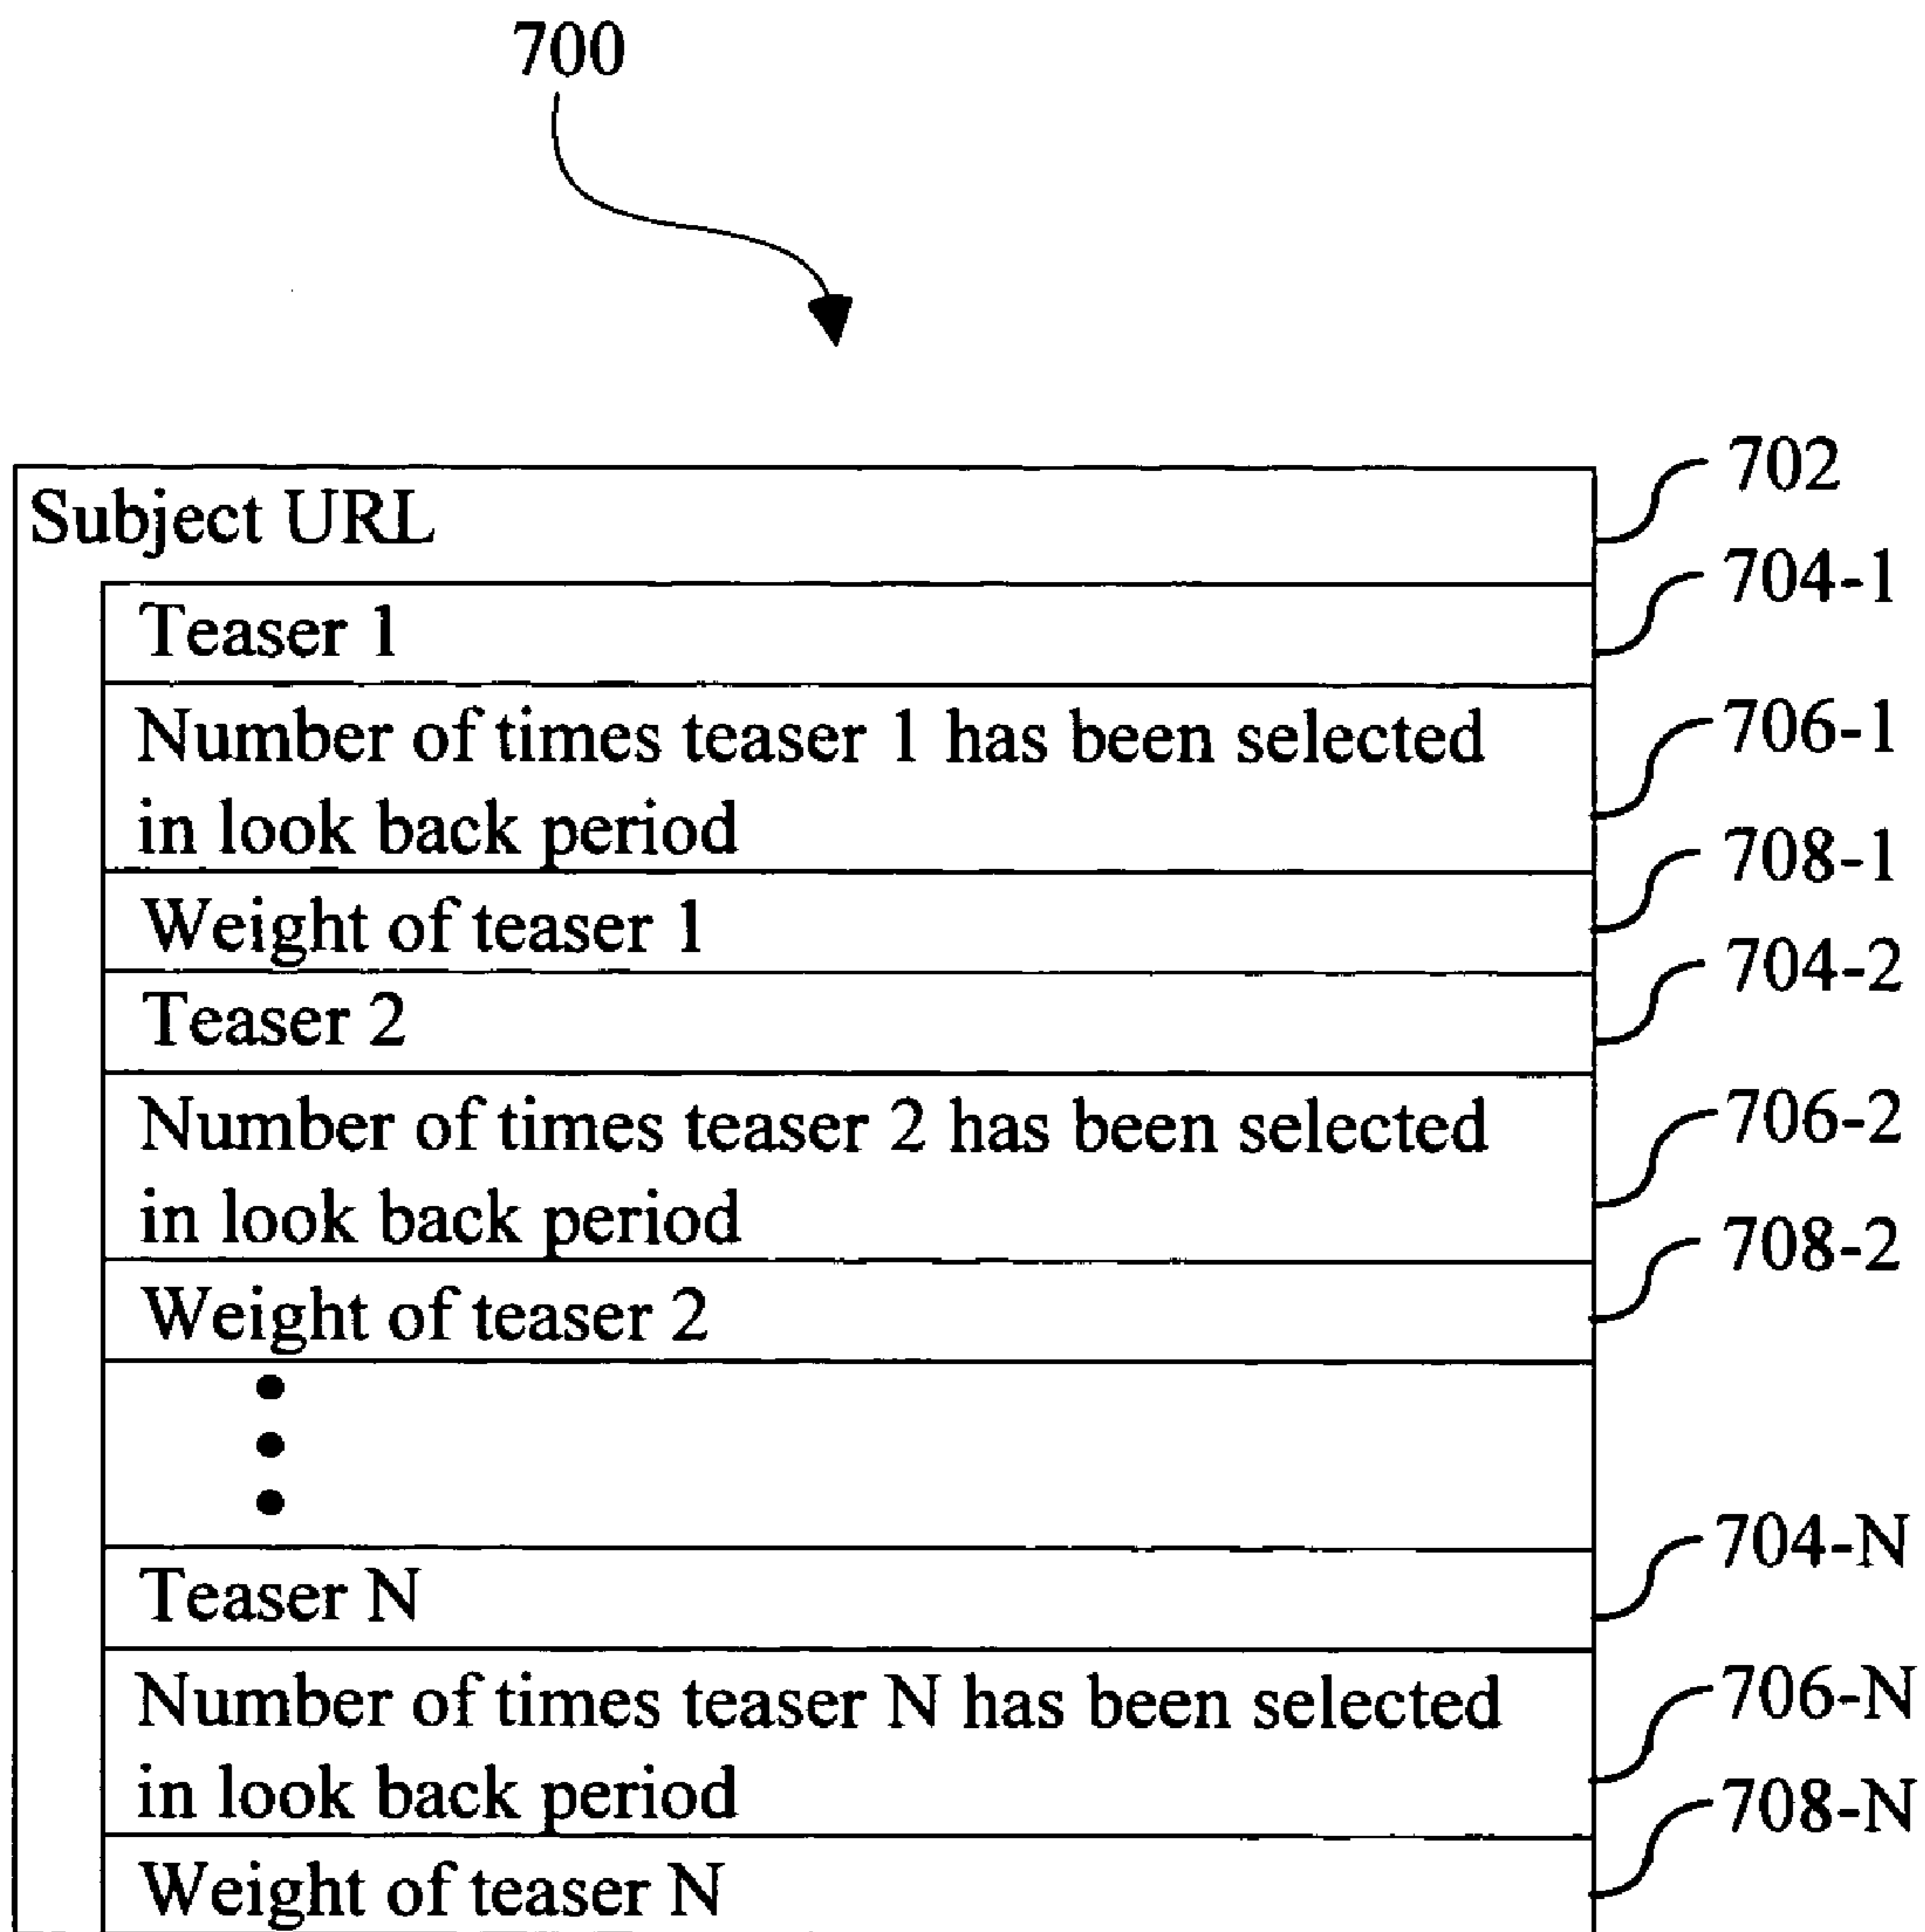 700
Subject URL
702
Teaser 1
704-1
Number of times teaser 1 has been selected
in look back period
706-1
Weight of teaser 1
708-1
Teaser 2
704-2
Number of times teaser 2 has been selected
in look back period
706-2
Weight of teaser 2
708-2
Teaser N
704-N
Number of times teaser N has been selected
in look back period
706-N
Weight of teaser N
708-N